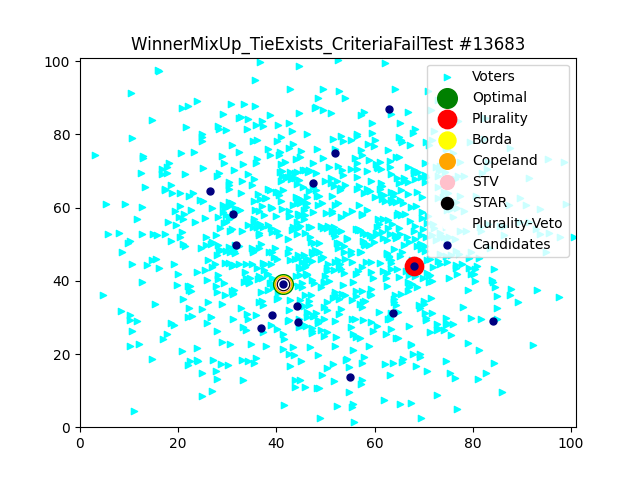 WinnerMixUp_TieExists_CriteriaFailTest #13683
100
80
60
40
20
0
0 20 40 60 80 100
Voters
Optimal
Plurality
Borda
Copeland
STV
STAR
Plurality-Veto
Candidates